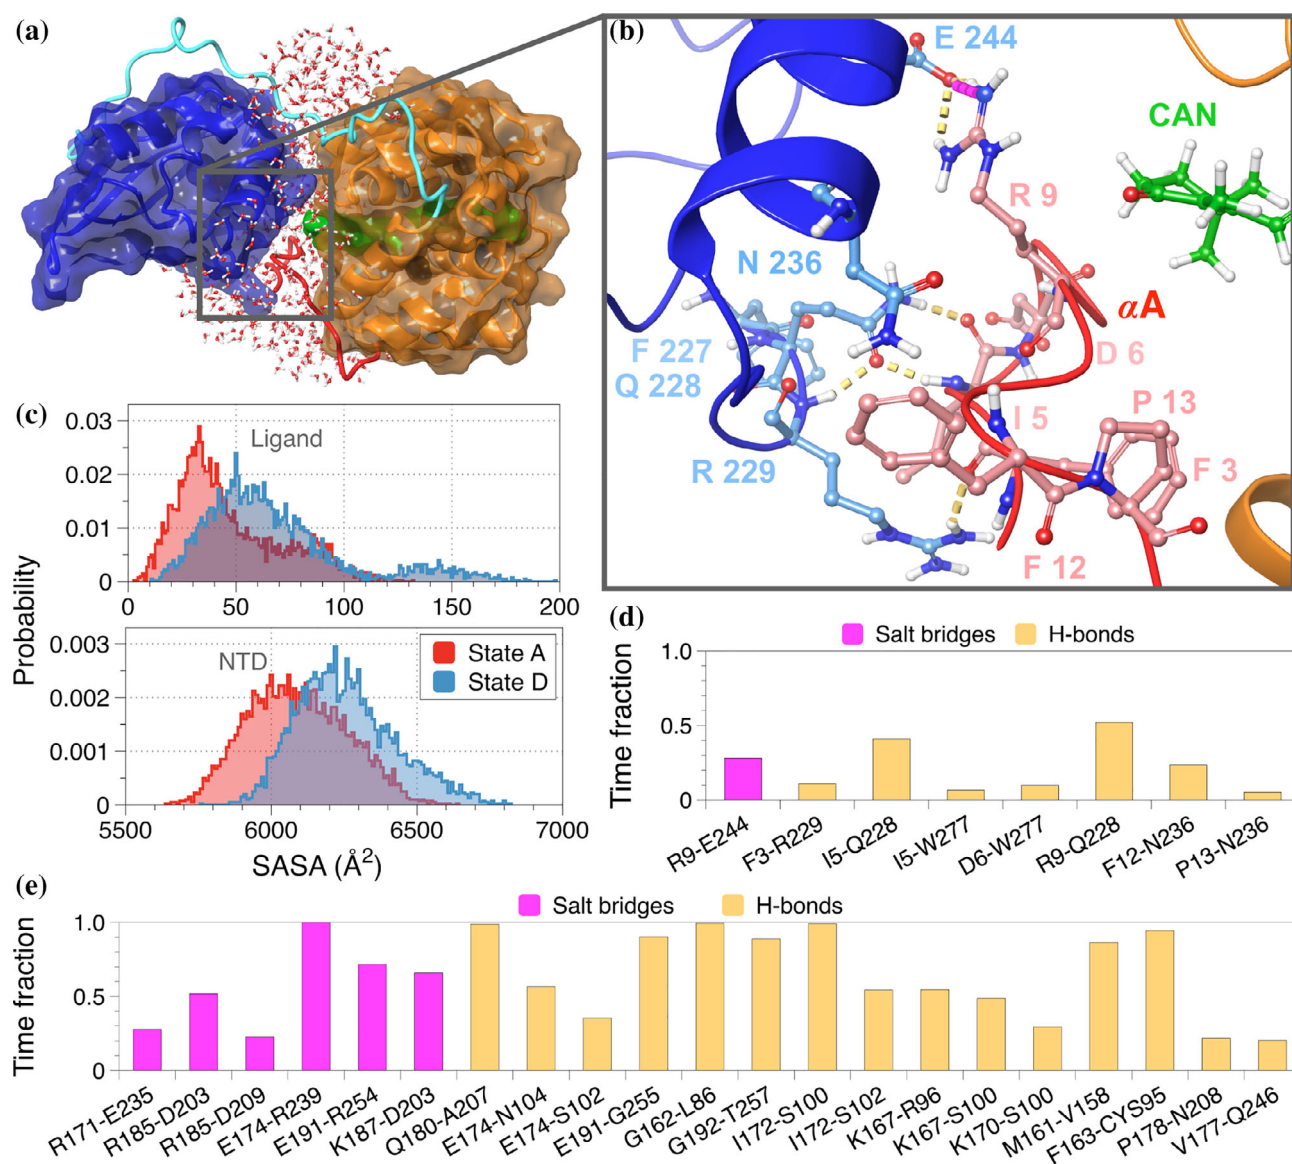 (a)
(b)
E 244
CAN
R 9
N 236
αA
F 227
D 6
Q 228
P 13
I 5
F 3
R 229
F 12
(c)
0.03
Ligand
0.02
0.01
0
0 50 100 150 200
Probability
0.003
NTD
State A
State D
0.002
0.001
0
5500 6000 6500 7000
SASA (Å2)
(d)
Salt bridges H-bonds
Time fraction
1.0
0.5
0
R9-E244 F3-R229 I5-Q228 I5-W277 D6-W277 R9-Q228 F12-N236 P13-N236
(e)
Salt bridges H-bonds
Time fraction
1.0
0.5
0
R171-E235 R185-D203 R185-D209 E174-R239 E191-R254 K187-D203 Q180-A207 E174-N104 E174-S102 E191-G255 G162-L86 G192-T257 I172-S100 I172-S102 K167-R96 K167-S100 K170-S100 M161-V158 F163-CYS95 P178-N208 V177-Q246